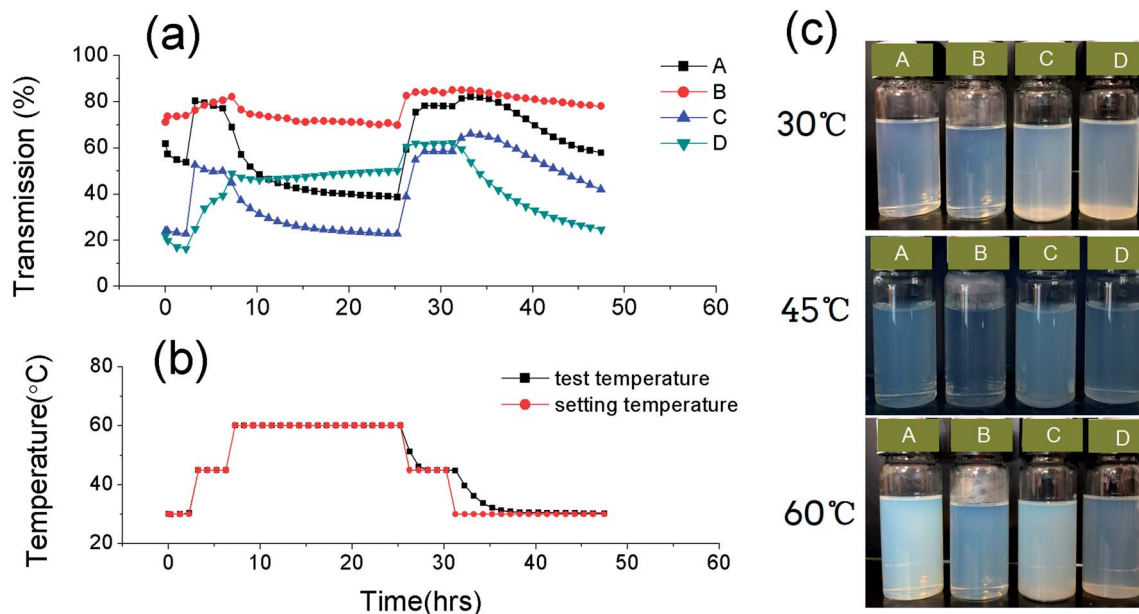 (a)
Transmission (%)
100
80
60
40
20
0
0
10
20
30
40
50
60
A
B
C
D
(b)
Temperature(°C)
80
60
40
20
0
10
20
30
40
50
60
test temperature
setting temperature
Time(hrs)
(c)
30℃
A B C D
45℃
A B C D
60℃
A B C D